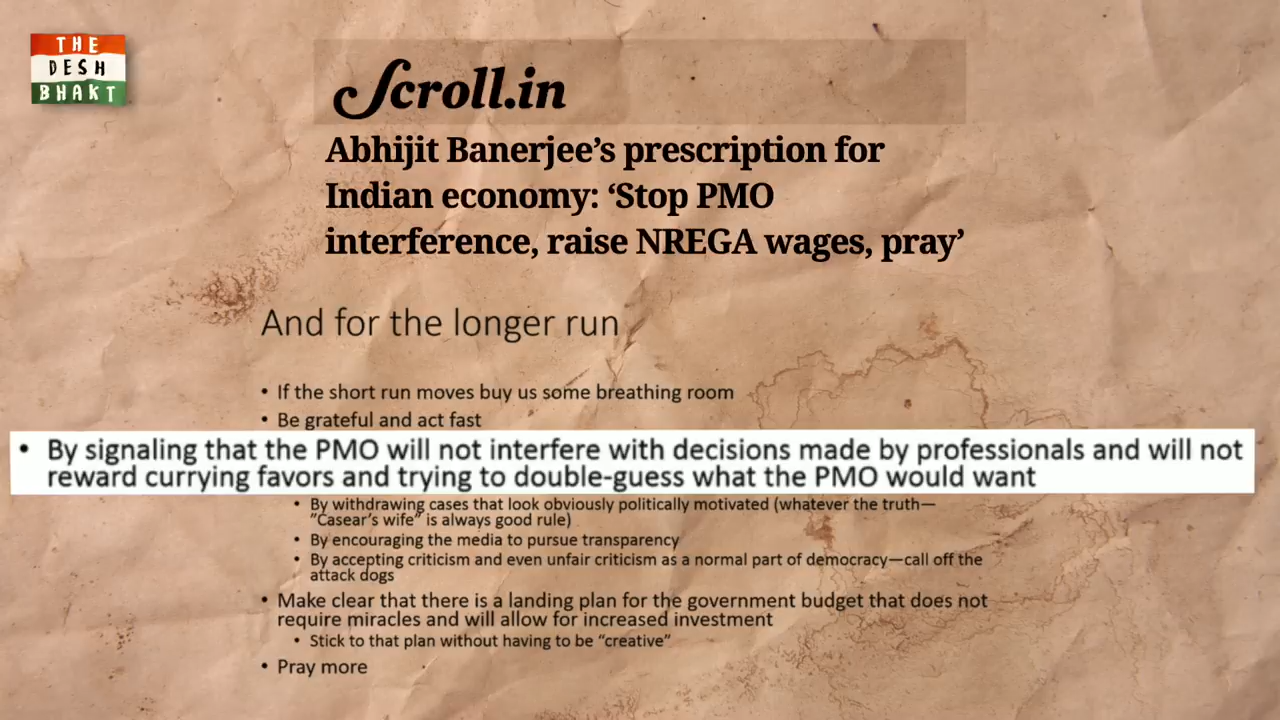 THE
DESH
BHAKT
Scroll.in
Abhijit Banerjee’s prescription for
Indian economy: ‘Stop PMO
interference, raise NREGA wages, pray’
And for the longer run
• If the short run moves buy us some breathing room
• Be grateful and act fast
• By signaling that the PMO will not interfere with decisions made by professionals and will not
reward currying favors and trying to double-guess what the PMO would want
• By withdrawing cases that look obviously politically motivated (whatever the truth—
”Casear’s wife” is always good rule)
• By encouraging the media to pursue transparency
• By accepting criticism and even unfair criticism as a normal part of democracy—call off the
attack dogs
• Make clear that there is a landing plan for the government budget that does not
require miracles and will allow for increased investment
• Stick to that plan without having to be “creative”
• Pray more